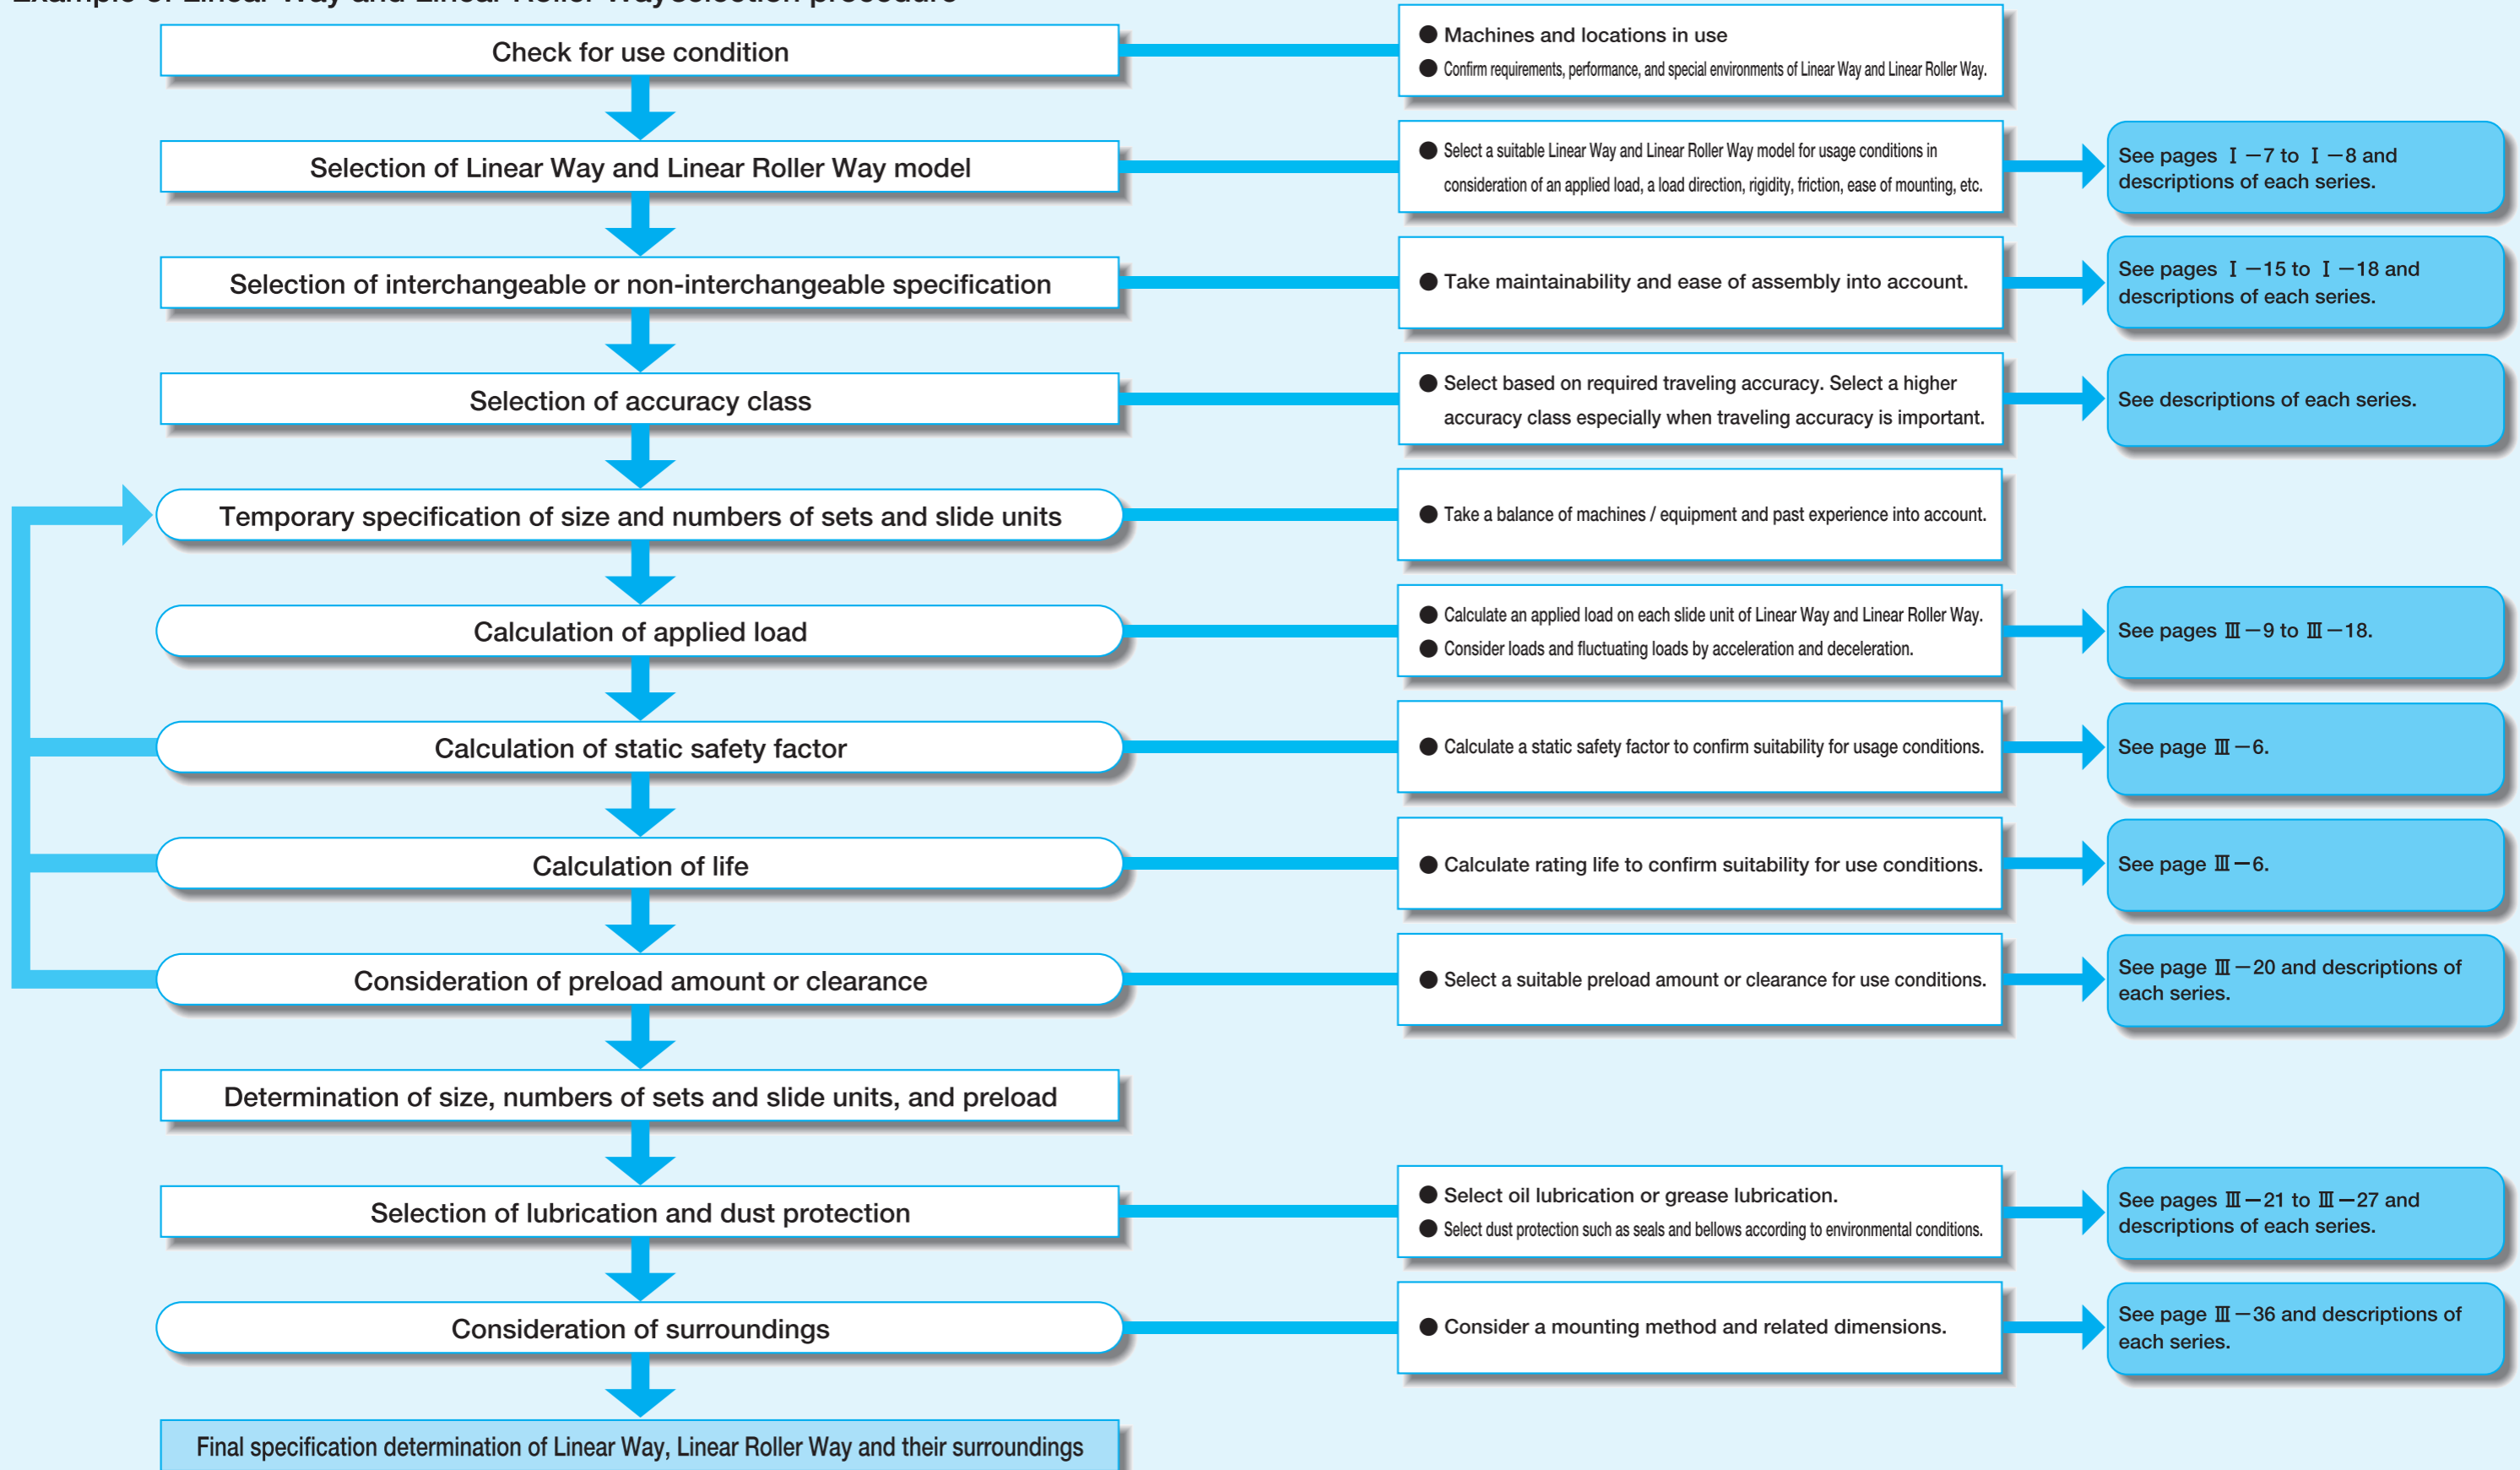 Example of Linear Way and Linear Roller Way selection procedure
Check for use condition
● Machines and locations in use
● Confirm requirements, performance, and special environments of Linear Way and Linear Roller Way.
Selection of Linear Way and Linear Roller Way model
● Select a suitable Linear Way and Linear Roller Way model for usage conditions in
consideration of an applied load, a load direction, rigidity, friction, ease of mounting, etc.
See pages Ⅰ−7 to Ⅰ−8 and
descriptions of each series.
Selection of interchangeable or non-interchangeable specification
● Take maintainability and ease of assembly into account.
See pages Ⅰ−15 to Ⅰ−18 and
descriptions of each series.
Selection of accuracy class
● Select based on required traveling accuracy. Select a higher
accuracy class especially when traveling accuracy is important.
See descriptions of each series.
Temporary specification of size and numbers of sets and slide units
● Take a balance of machines / equipment and past experience into account.
Calculation of applied load
● Calculate an applied load on each slide unit of Linear Way and Linear Roller Way.
● Consider loads and fluctuating loads by acceleration and deceleration.
See pages Ⅲ−9 to Ⅲ−18.
Calculation of static safety factor
● Calculate a static safety factor to confirm suitability for usage conditions.
See page Ⅲ−6.
Calculation of life
● Calculate rating life to confirm suitability for use conditions.
See page Ⅲ−6.
Consideration of preload amount or clearance
● Select a suitable preload amount or clearance for use conditions.
See page Ⅲ−20 and descriptions of
each series.
Determination of size, numbers of sets and slide units, and preload
Selection of lubrication and dust protection
● Select oil lubrication or grease lubrication.
● Select dust protection such as seals and bellows according to environmental conditions.
See pages Ⅲ−21 to Ⅲ−27 and
descriptions of each series.
Consideration of surroundings
● Consider a mounting method and related dimensions.
See page Ⅲ−36 and descriptions of
each series.
Final specification determination of Linear Way, Linear Roller Way and their surroundings